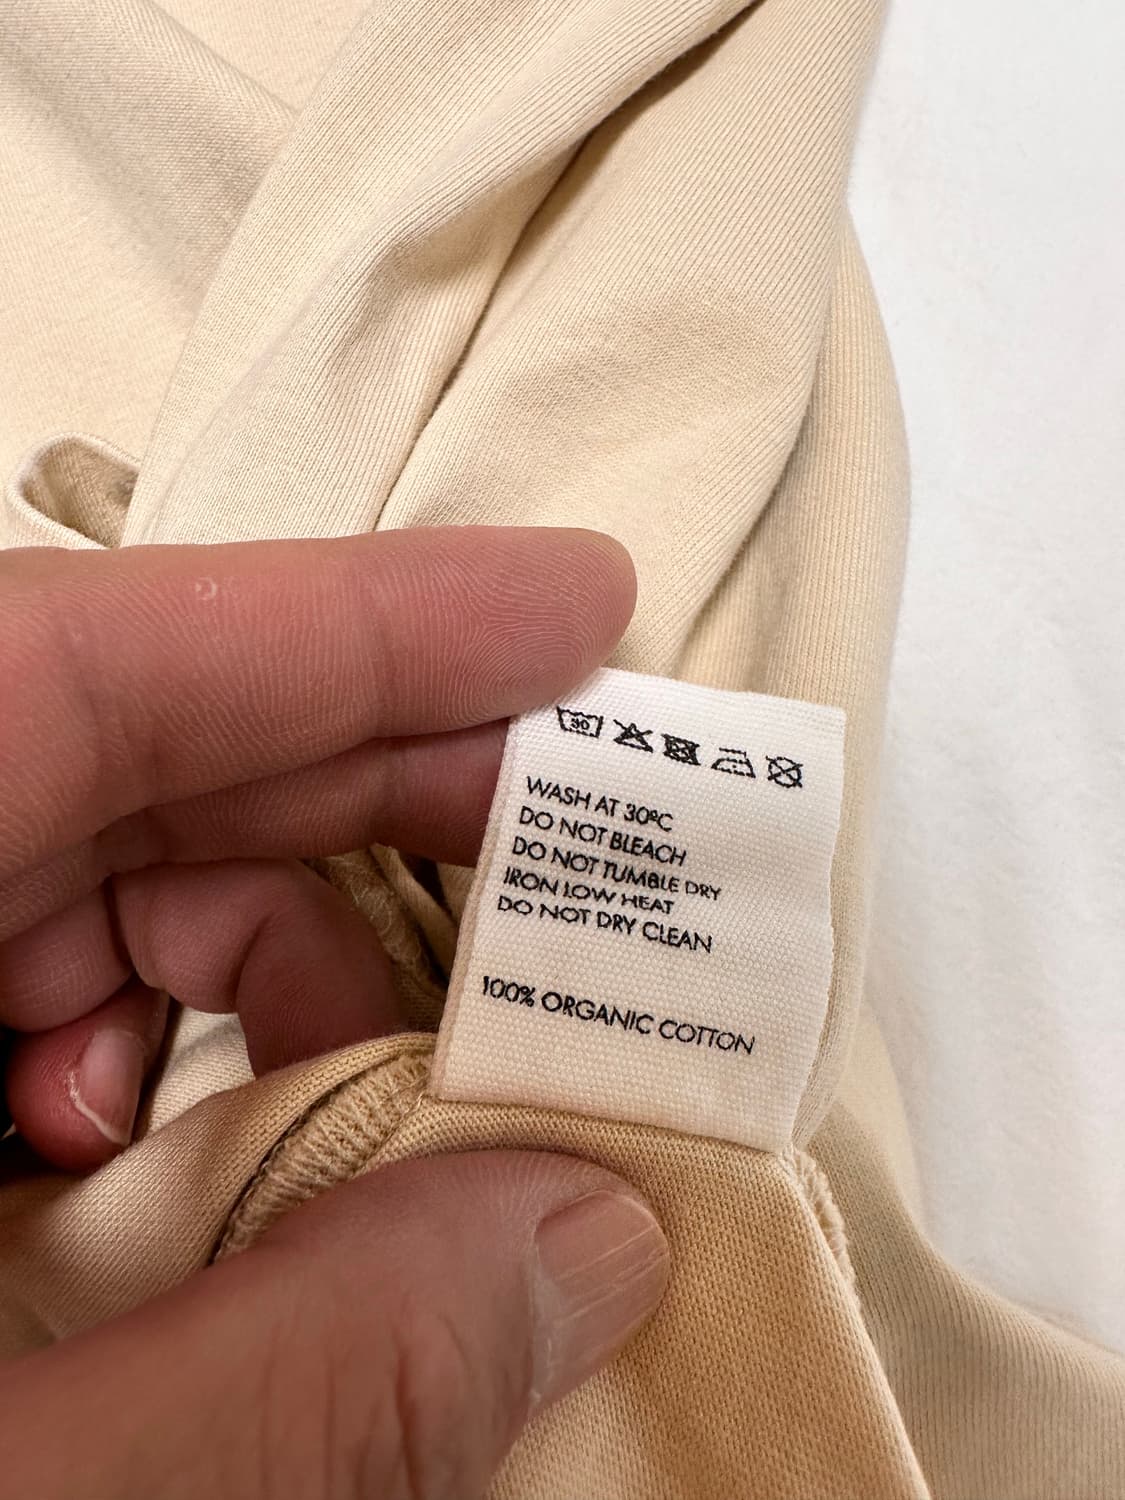 30
WASH AT 30ºC
DO NOT BLEACH
DO NOT TUMBLE DRY
IRON LOW HEAT
DO NOT DRY CLEAN
100% ORGANIC COTTON